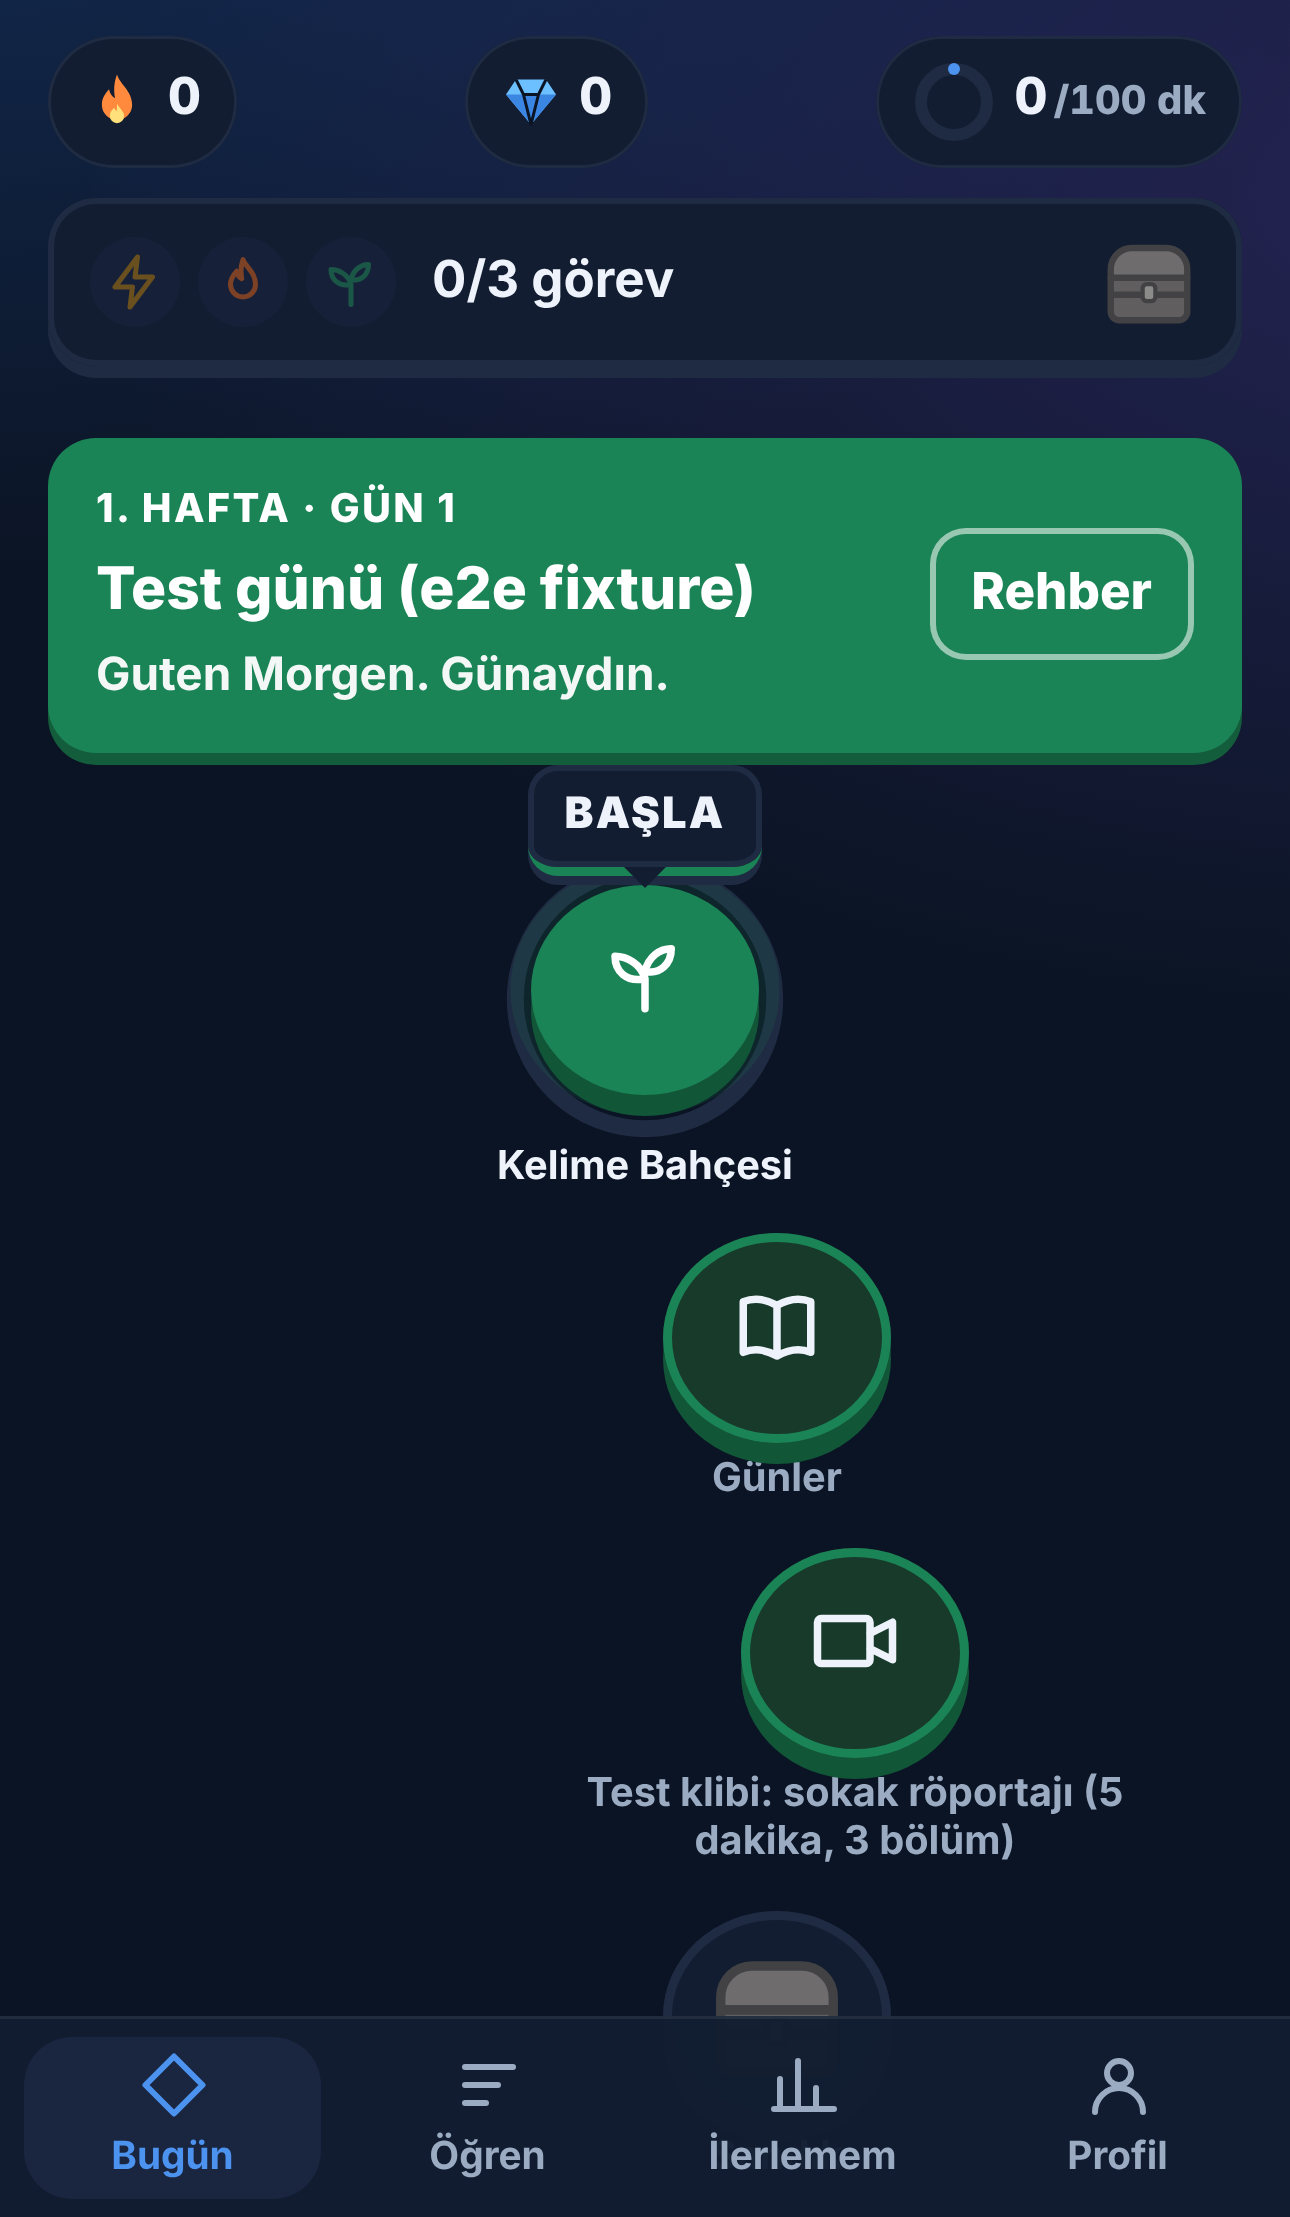 0
0
0/100 dk
0/3 görev
1. HAFTA · GÜN 1
Test günü (e2e fixture)
Guten Morgen. Günaydın.
Rehber
BAŞLA
Kelime Bahçesi
Günler
Test klibi: sokak röportajı (5
dakika, 3 bölüm)
Bugün
Öğren
İlerlemem
Profil